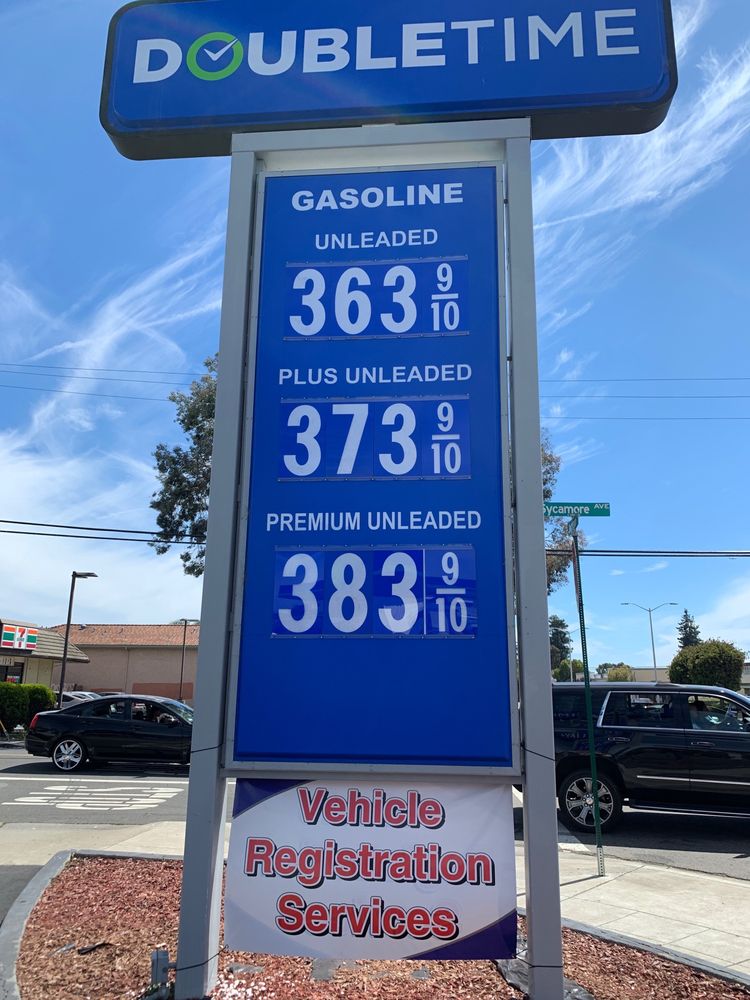 DOUBLETIME
GASOLINE
UNLEADED
363 9/10
PLUS UNLEADED
373 9/10
Sycamore AVE
PREMIUM UNLEADED
383 9/10
7
Vehicle
Registration
Services